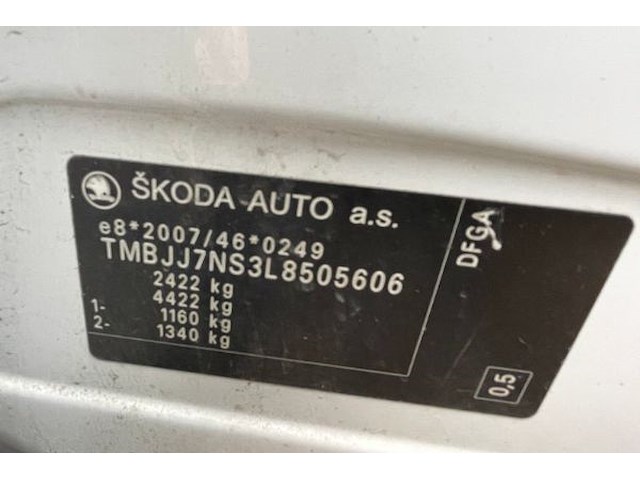 ŠKODA AUTO a.s.
e8*2007/46*0249
TMBJJ7NS3L8505606
2422 kg
4422 kg
1- 1160 kg
2- 1340 kg
DFGA
0,5